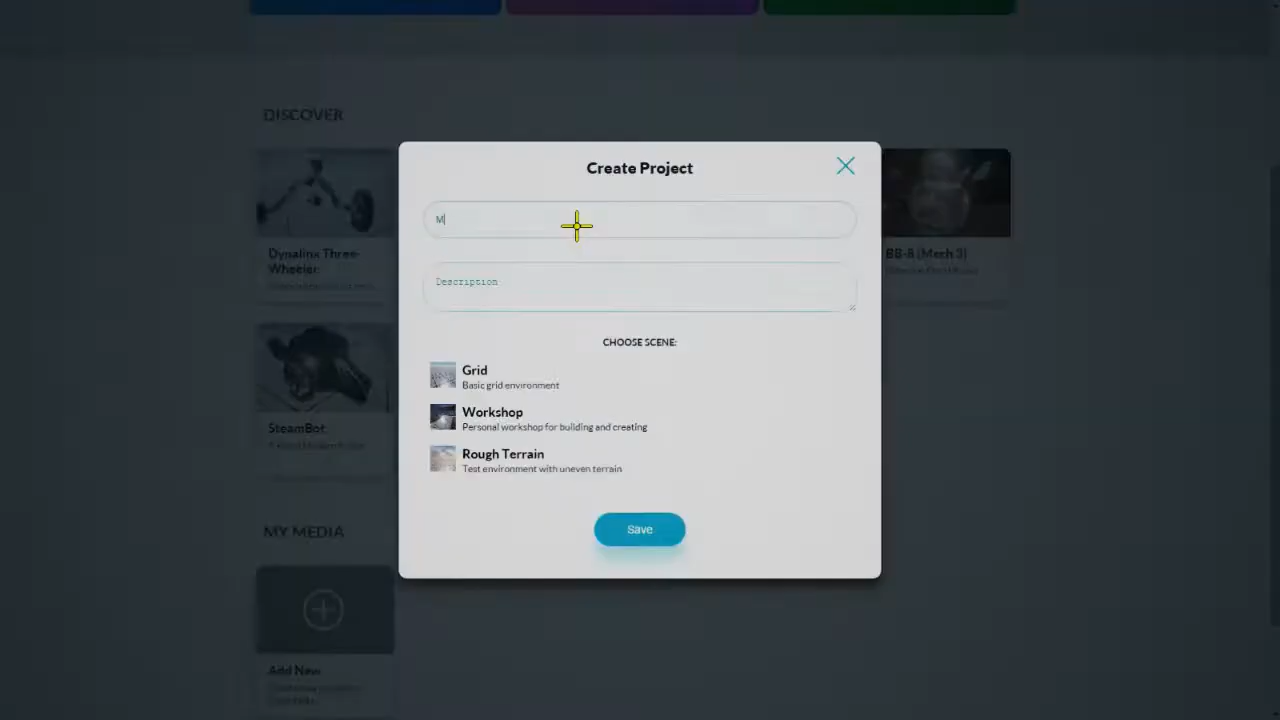 DISCOVER
Create Project
M
Dynalinx Three-
Wheeler
BB-8 (Mech 3)
Description
CHOOSE SCENE:
Grid
Basic grid environment
Workshop
Personal workshop for building and creating
SteamBot
Rough Terrain
Test environment with uneven terrain
Save
MY MEDIA
Add New